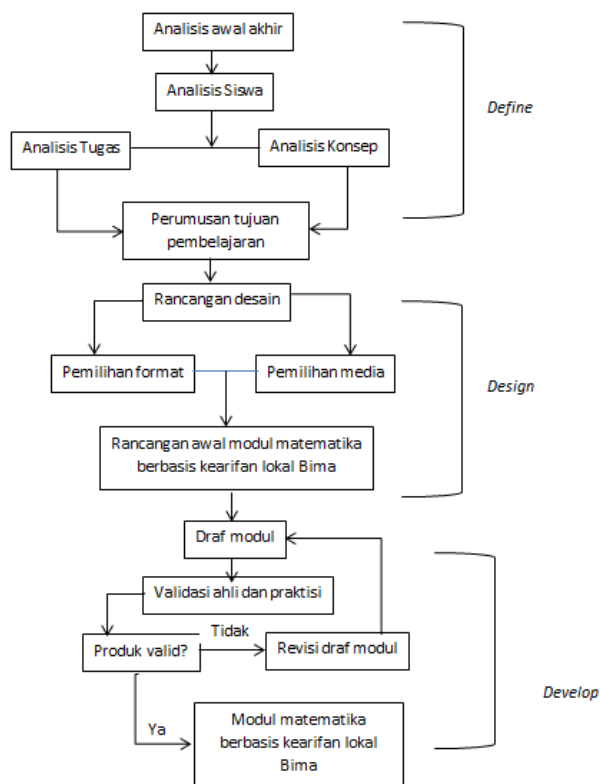 Analisis awal akhir
Analisis Siswa
Define
Analisis Tugas
Analisis Konsep
Perumusan tujuan
pembelajaran
Rancangan desain
Pemilihan format
Pemilihan media
Design
Rancangan awal modul matematika
berbasis kearifan lokal Bima
Draf modul
Validasi ahli dan praktisi
Tidak
Produk valid?
Revisi draf modul
Develop
Ya
Modul matematika
berbasis kearifan lokal
Bima